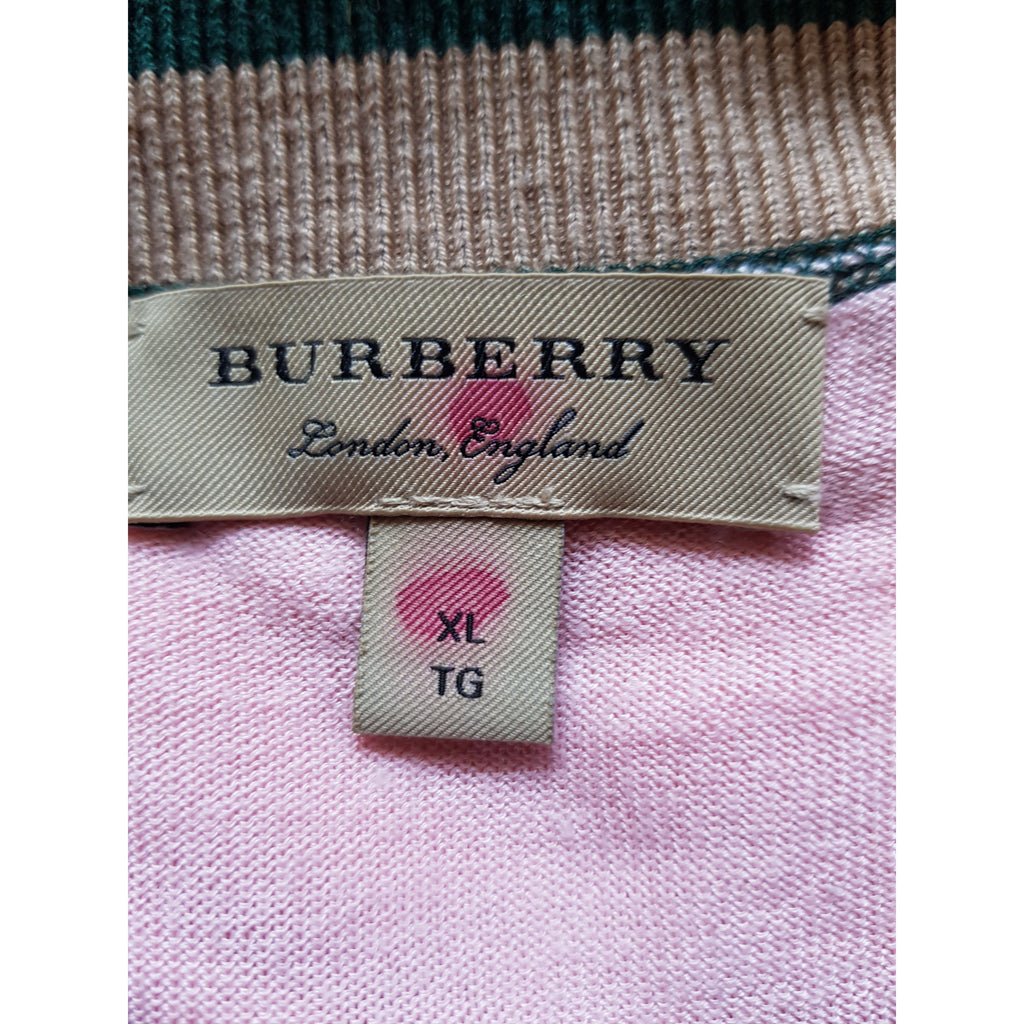 BURBERRY
London, England
XL
TG